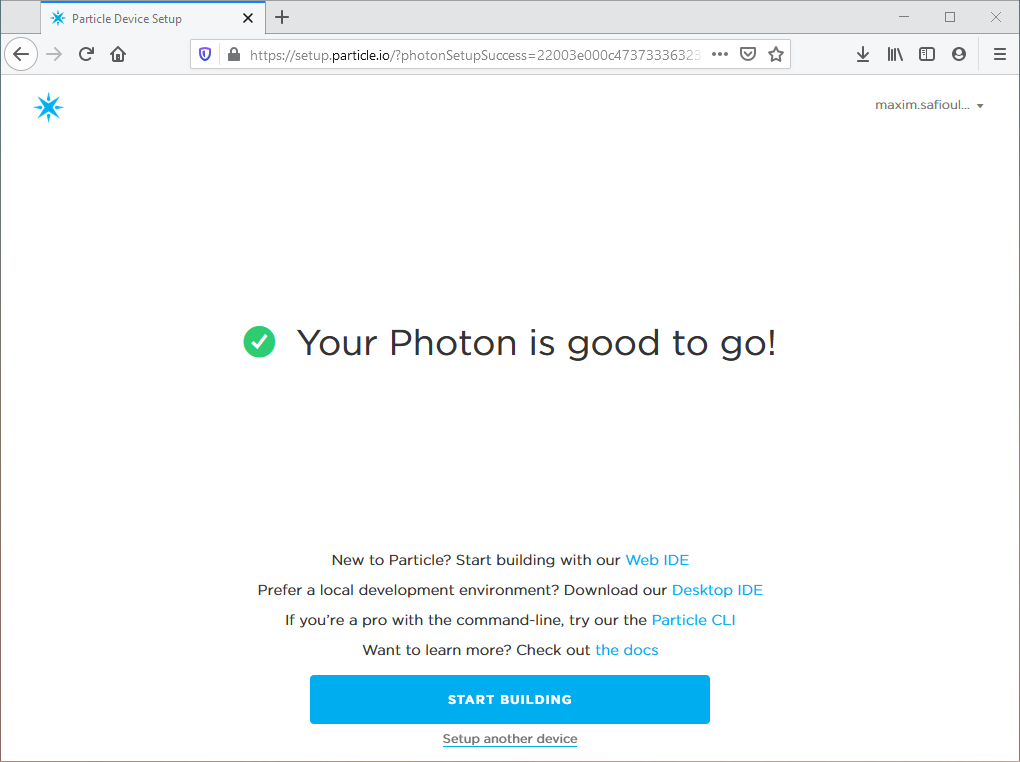 Particle Device Setup
https://setup.particle.io/?photonSetupSuccess=22003e000c47373336323
maxim.safioul...
Your Photon is good to go!
New to Particle? Start building with our Web IDE
Prefer a local development environment? Download our Desktop IDE
If you’re a pro with the command-line, try our the Particle CLI
Want to learn more? Check out the docs
START BUILDING
Setup another device